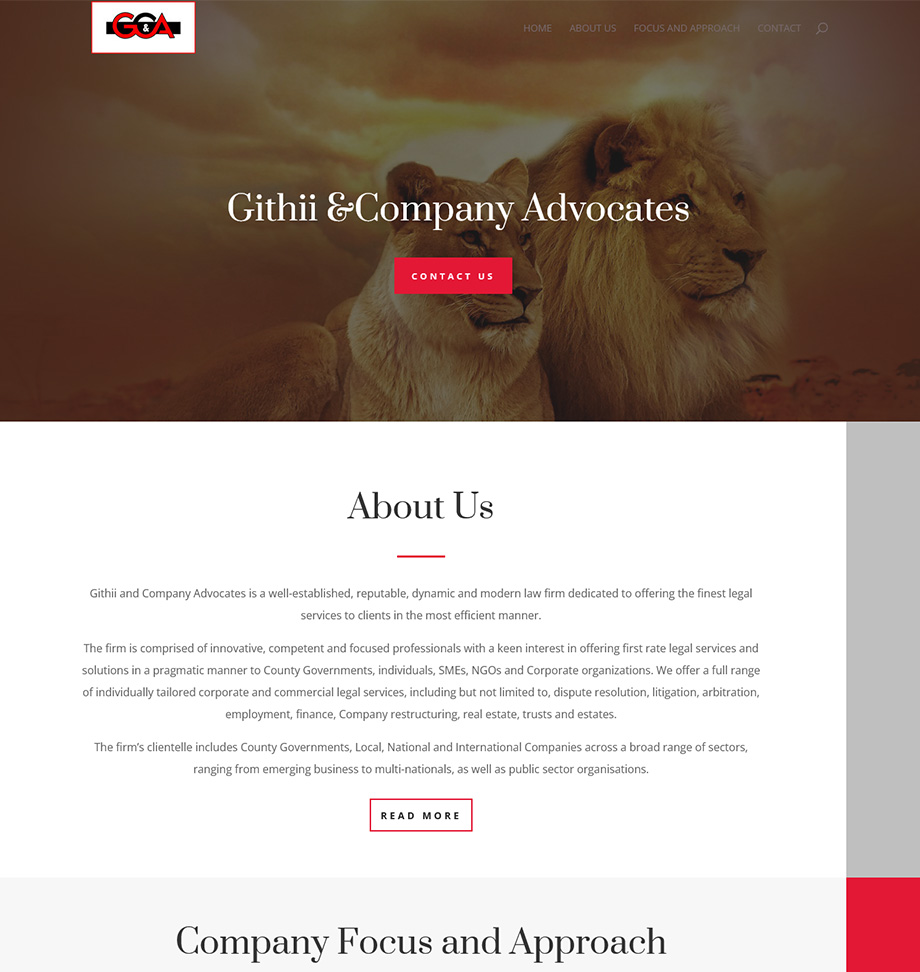 GC&A
HOME ABOUT US FOCUS AND APPROACH CONTACT
Githii &Company Advocates
CONTACT US
About Us
Githii and Company Advocates is a well-established, reputable, dynamic and modern law firm dedicated to offering the finest legal
services to clients in the most efficient manner.
The firm is comprised of innovative, competent and focused professionals with a keen interest in offering first rate legal services and
solutions in a pragmatic manner to County Governments, individuals, SMEs, NGOs and Corporate organizations. We offer a full range
of individually tailored corporate and commercial legal services, including but not limited to, dispute resolution, litigation, arbitration,
employment, finance, Company restructuring, real estate, trusts and estates.
The firm’s clientelle includes County Governments, Local, National and International Companies across a broad range of sectors,
ranging from emerging business to multi-nationals, as well as public sector organisations.
READ MORE
Company Focus and Approach